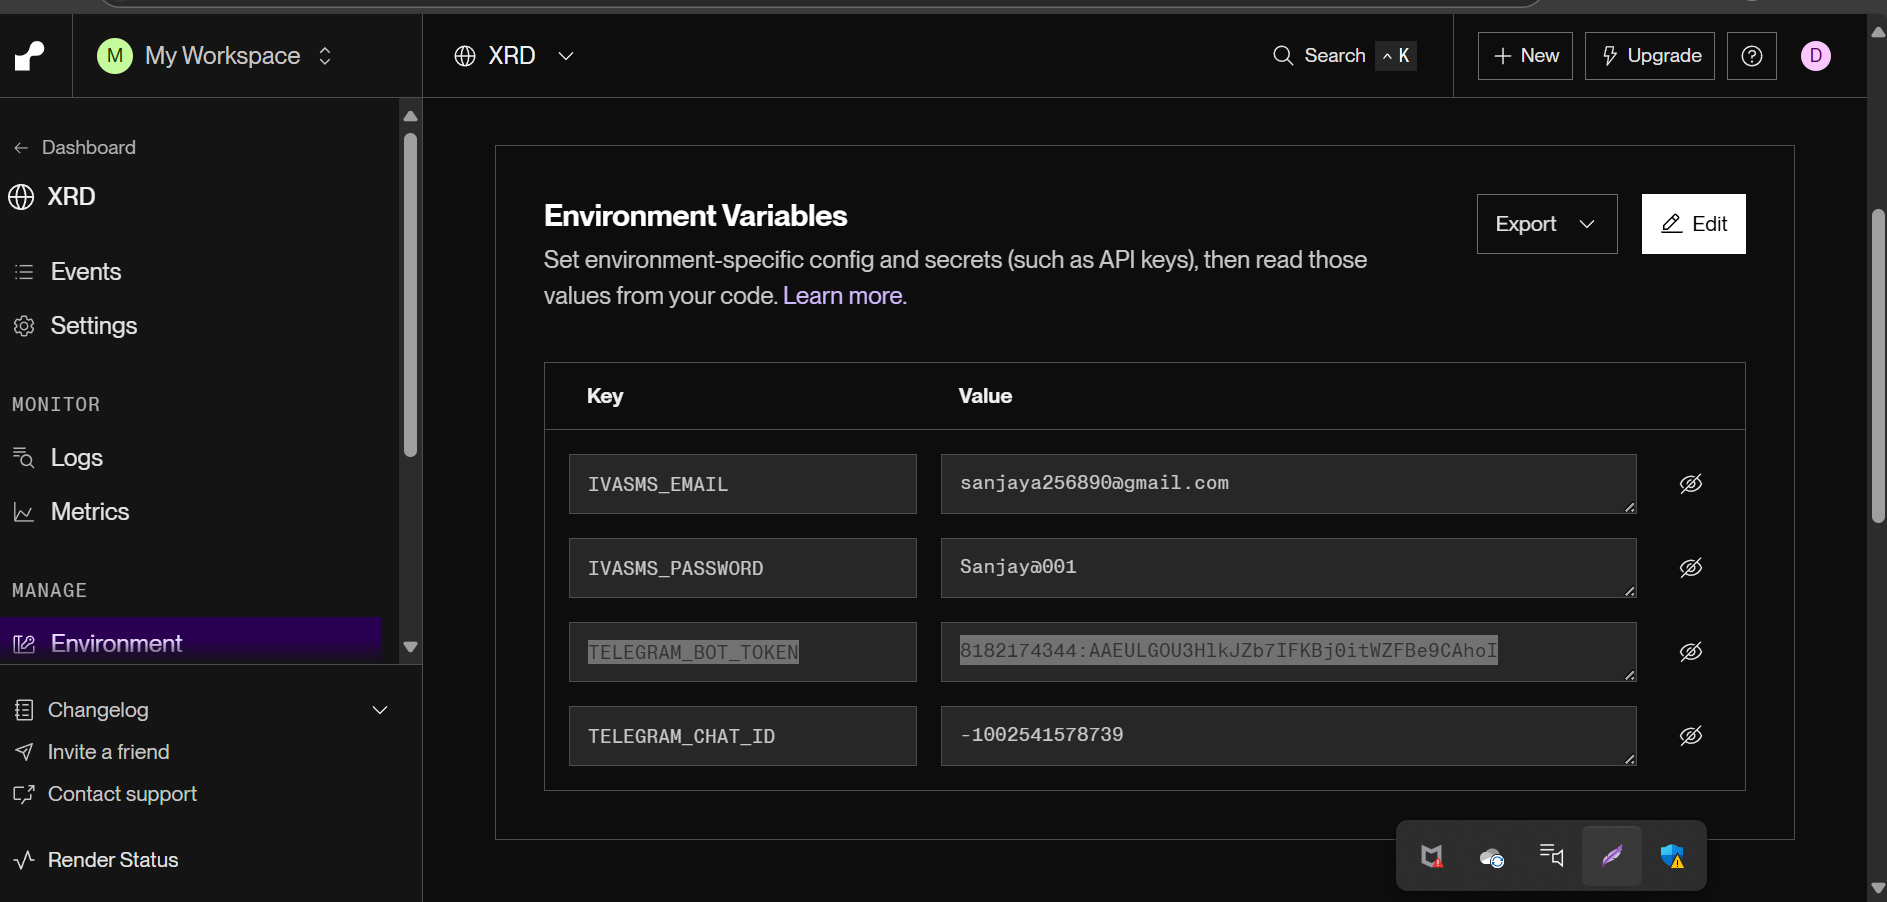 M My Workspace
XRD
Search ^ K
+ New
Upgrade
D
← Dashboard
XRD
Events
Settings
MONITOR
Logs
Metrics
MANAGE
Environment
Changelog
Invite a friend
Contact support
Render Status
Environment Variables
Export
Edit
Set environment-specific config and secrets (such as API keys), then read those
values from your code. Learn more.
Key Value
IVASMS_EMAIL sanjaya256890@gmail.com
IVASMS_PASSWORD Sanjay@001
TELEGRAM_BOT_TOKEN 8182174344:AAEULGOU3HlkJZb7IFKBj0itWZFBe9CAhoI
TELEGRAM_CHAT_ID -1002541578739